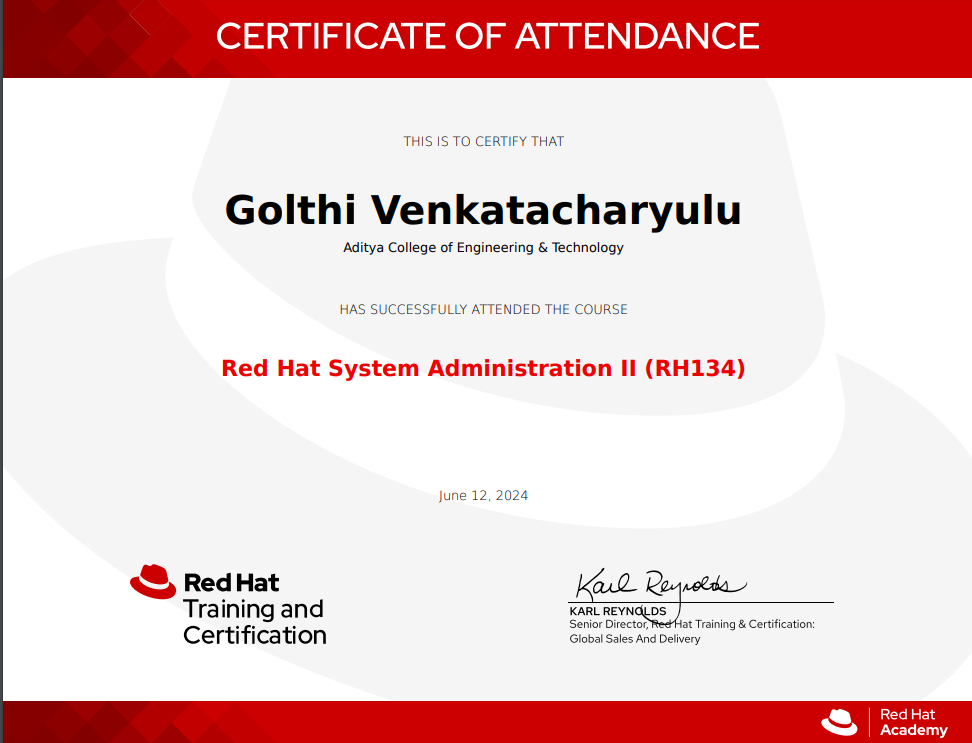 CERTIFICATE OF ATTENDANCE
THIS IS TO CERTIFY THAT
Golthi Venkatacharyulu
Aditya College of Engineering & Technology
HAS SUCCESSFULLY ATTENDED THE COURSE
Red Hat System Administration II (RH134)
June 12, 2024
Red Hat
Training and
Certification
Karl Reynolds
KARL REYNOLDS
Senior Director, Red Hat Training & Certification:
Global Sales And Delivery
Red Hat
Academy